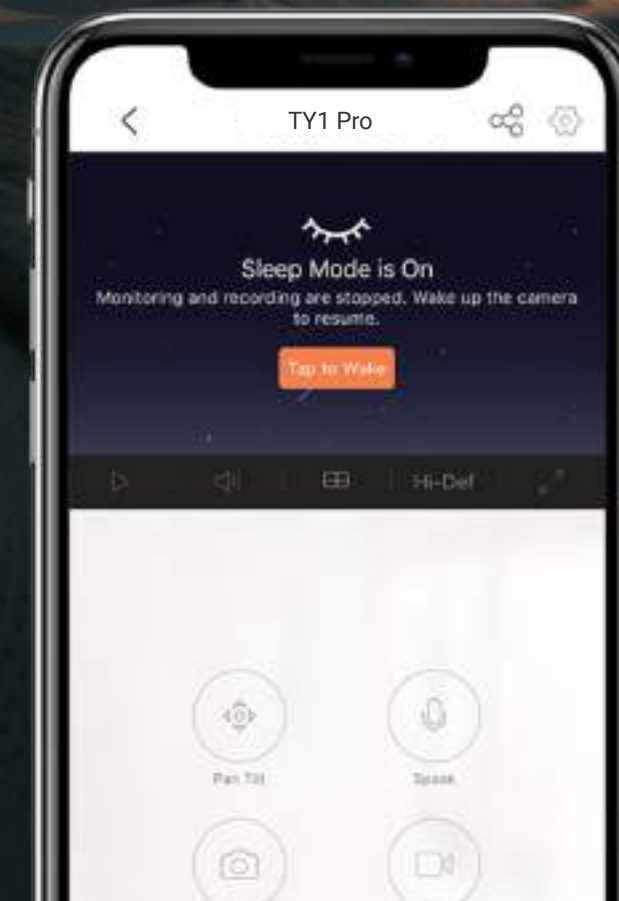 TY1 Pro
Sleep Mode is On
Monitoring and recording are stopped. Wake up the camera
to resume.
Tap to Wake
Hi-Def
Pan Tilt
Speak